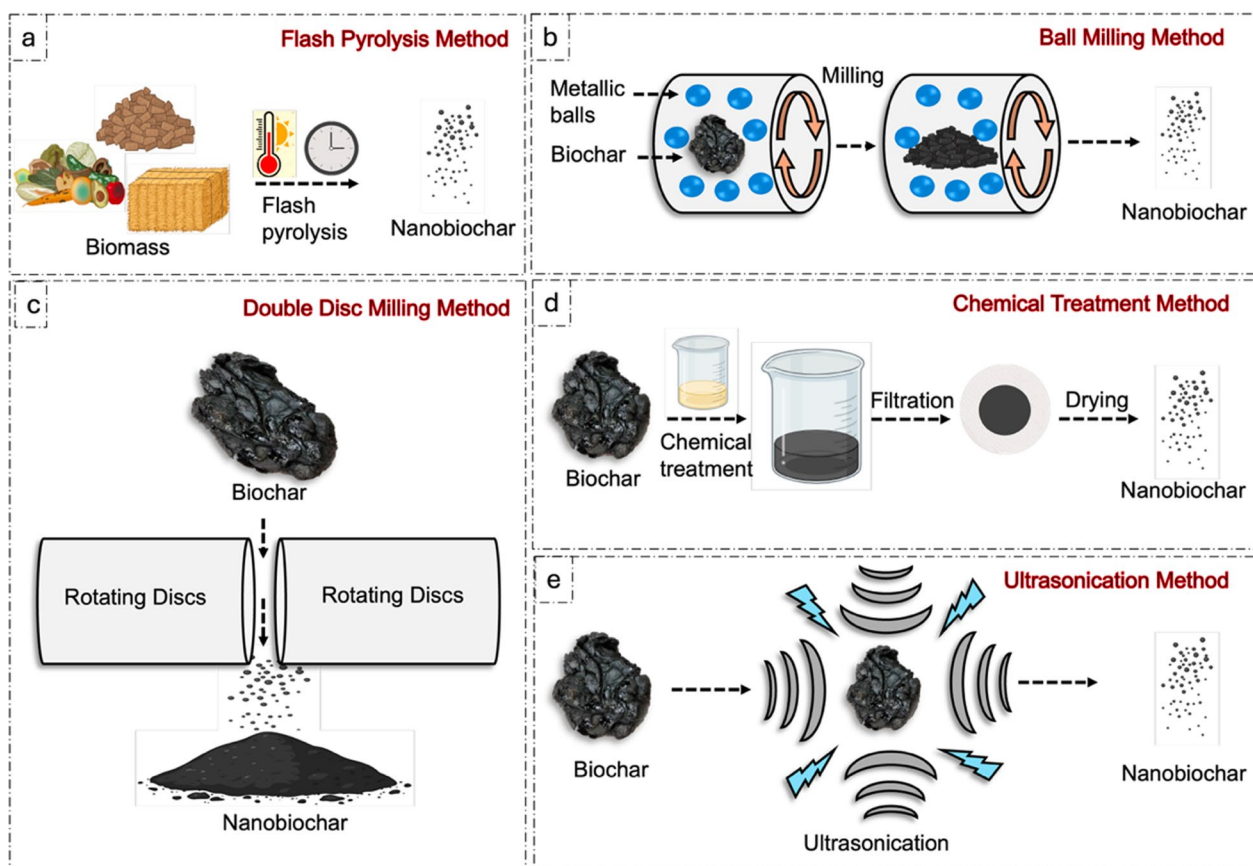 a
Flash Pyrolysis Method
Biomass
Flash
pyrolysis
Nanobiochar
b
Ball Milling Method
Metallic
balls
Biochar
Milling
Nanobiochar
c
Double Disc Milling Method
Biochar
Rotating Discs
Rotating Discs
Nanobiochar
d
Chemical Treatment Method
Biochar
Chemical
treatment
Filtration
Drying
Nanobiochar
e
Ultrasonication Method
Biochar
Ultrasonication
Nanobiochar